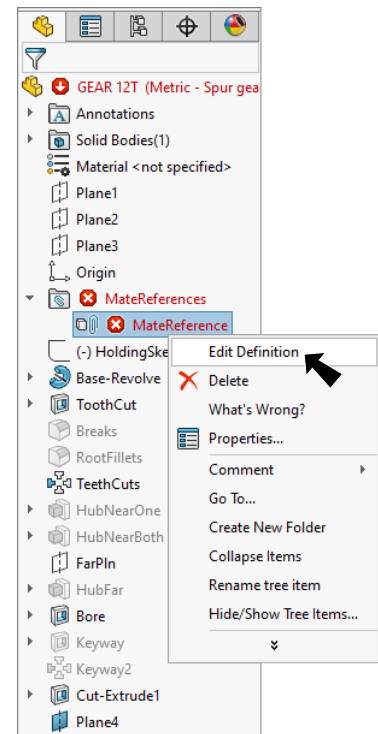 GEAR 12T (Metric - Spur gea
A Annotations
Solid Bodies(1)
Material <not specified>
Plane1
Plane2
Plane3
Origin
MateReferences
MateReference
Edit Definition
(-) HoldingSke
Base-Revolve
Delete
ToothCut
What's Wrong?
Breaks
Properties...
RootFillets
Comment
TeethCuts
Go To...
HubNearOne
Create New Folder
HubNearBoth
Collapse Items
FarPln
Rename tree item
HubFar
Hide/Show Tree Items...
Bore
Keyway
Keyway2
Cut-Extrude1
Plane4